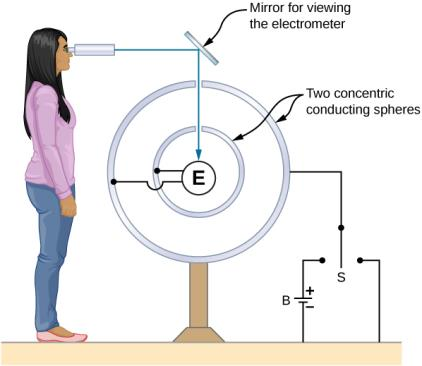 Mirror for viewing
the electrometer
Two concentric
conducting spheres
E
S
B
+
−